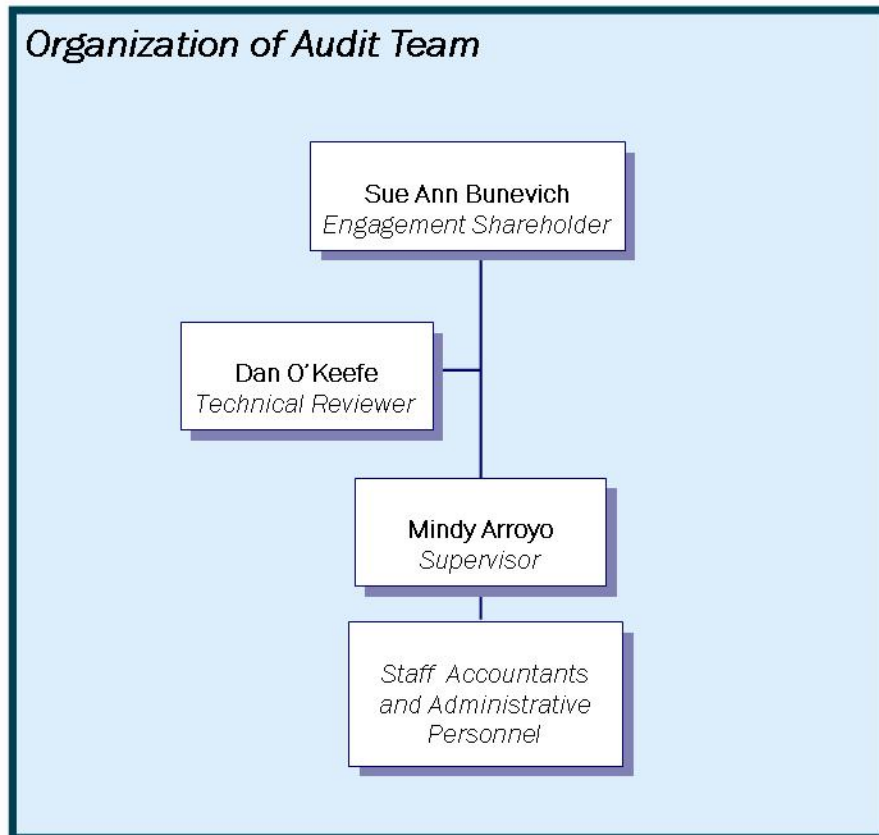 Organization of Audit Team
Sue Ann Bunevich
Engagement Shareholder
Dan O'Keefe
Technical Reviewer
Mindy Arroyo
Supervisor
Staff Accountants
and Administrative
Personnel